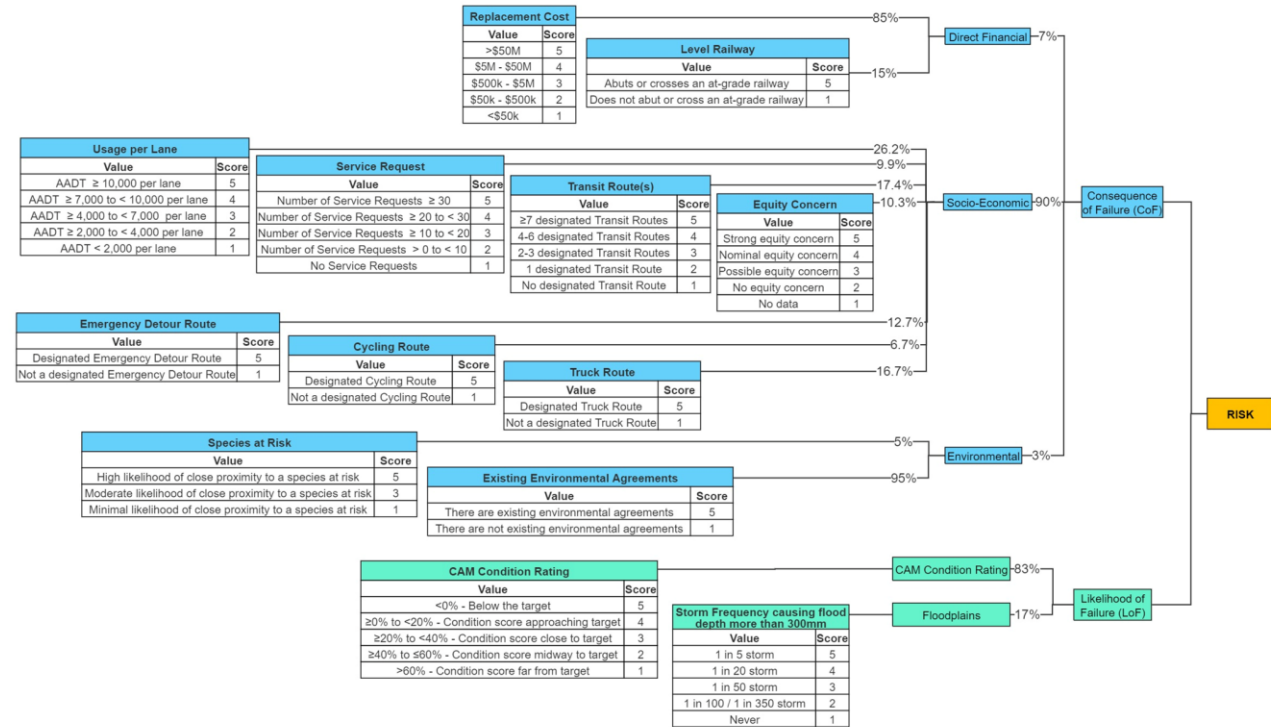 Replacement Cost
Value Score
>$50M 5
$5M - $50M 4
$500k - $5M 3
$50k - $500k 2
<$50k 1
85%
Level Railway
Value Score
Abuts or crosses an at-grade railway 5
Does not abut or cross an at-grade railway 1
15%
Direct Financial
7%
Usage per Lane
Value Score
AADT ≥ 10,000 per lane 5
AADT ≥ 7,000 to < 10,000 per lane 4
AADT ≥ 4,000 to < 7,000 per lane 3
AADT ≥ 2,000 to < 4,000 per lane 2
AADT < 2,000 per lane 1
26.2%
Service Request
Value Score
Number of Service Requests ≥ 30 5
Number of Service Requests ≥ 20 to < 30 4
Number of Service Requests ≥ 10 to < 20 3
Number of Service Requests > 0 to < 10 2
No Service Requests 1
9.9%
Transit Route(s)
Value Score
≥7 designated Transit Routes 5
4-6 designated Transit Routes 4
2-3 designated Transit Routes 3
1 designated Transit Route 2
No designated Transit Route 1
17.4%
Equity Concern
Value Score
Strong equity concern 5
Nominal equity concern 4
Possible equity concern 3
No equity concern 2
No data 1
10.3%
Socio-Economic
90%
Consequence
of Failure (CoF)
Emergency Detour Route
Value Score
Designated Emergency Detour Route 5
Not a designated Emergency Detour Route 1
12.7%
Cycling Route
Value Score
Designated Cycling Route 5
Not a designated Cycling Route 1
6.7%
Truck Route
Value Score
Designated Truck Route 5
Not a designated Truck Route 1
16.7%
RISK
Species at Risk
Value Score
High likelihood of close proximity to a species at risk 5
Moderate likelihood of close proximity to a species at risk 3
Minimal likelihood of close proximity to a species at risk 1
5%
Existing Environmental Agreements
Value Score
There are existing environmental agreements 5
There are not existing environmental agreements 1
95%
Environmental
3%
CAM Condition Rating
Value Score
<0% - Below the target 5
≥0% to <20% - Condition score approaching target 4
≥20% to <40% - Condition score close to target 3
≥40% to ≤60% - Condition score midway to target 2
>60% - Condition score far from target 1
CAM Condition Rating
83%
Storm Frequency causing flood
depth more than 300mm
Value Score
1 in 5 storm 5
1 in 20 storm 4
1 in 50 storm 3
1 in 100 / 1 in 350 storm 2
Never 1
Floodplains
17%
Likelihood of
Failure (LoF)